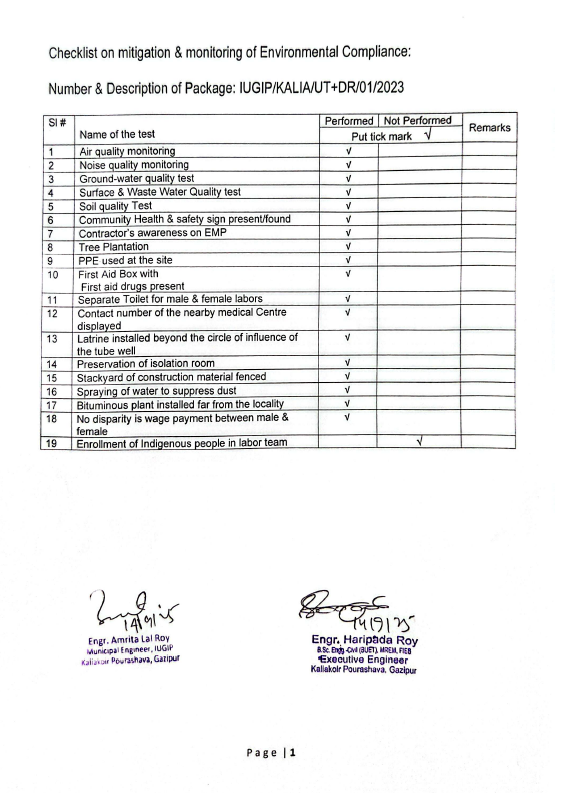 Checklist on mitigation & monitoring of Environmental Compliance:
Number & Description of Package: IUGIP/KALIA/UT+DR/01/2023
Sl # Name of the test Performed Not Performed Remarks
Put tick mark √
1 Air quality monitoring √
2 Noise quality monitoring √
3 Ground-water quality test √
4 Surface & Waste Water Quality test √
5 Soil quality Test √
6 Community Health & safety sign present/found √
7 Contractor's awareness on EMP √
8 Tree Plantation √
9 PPE used at the site √
10 First Aid Box with √
First aid drugs present
11 Separate Toilet for male & female labors √
12 Contact number of the nearby medical Centre √
displayed
13 Latrine installed beyond the circle of influence of √
the tube well
14 Preservation of isolation room √
15 Stackyard of construction material fenced √
16 Spraying of water to suppress dust √
17 Bituminous plant installed far from the locality √
18 No disparity is wage payment between male & √
female
19 Enrollment of Indigenous people in labor team √
14/9/25
Engr. Amrita Lal Roy
Municipal Engineer, IUGIP
Kaliakoir Pourashava, Gazipur
14/9/25
Engr. Haripada Roy
B.Sc. Engg.-Civil (BUET), MREM, FIEB
Executive Engineer
Kaliakoir Pourashava, Gazipur
Page | 1